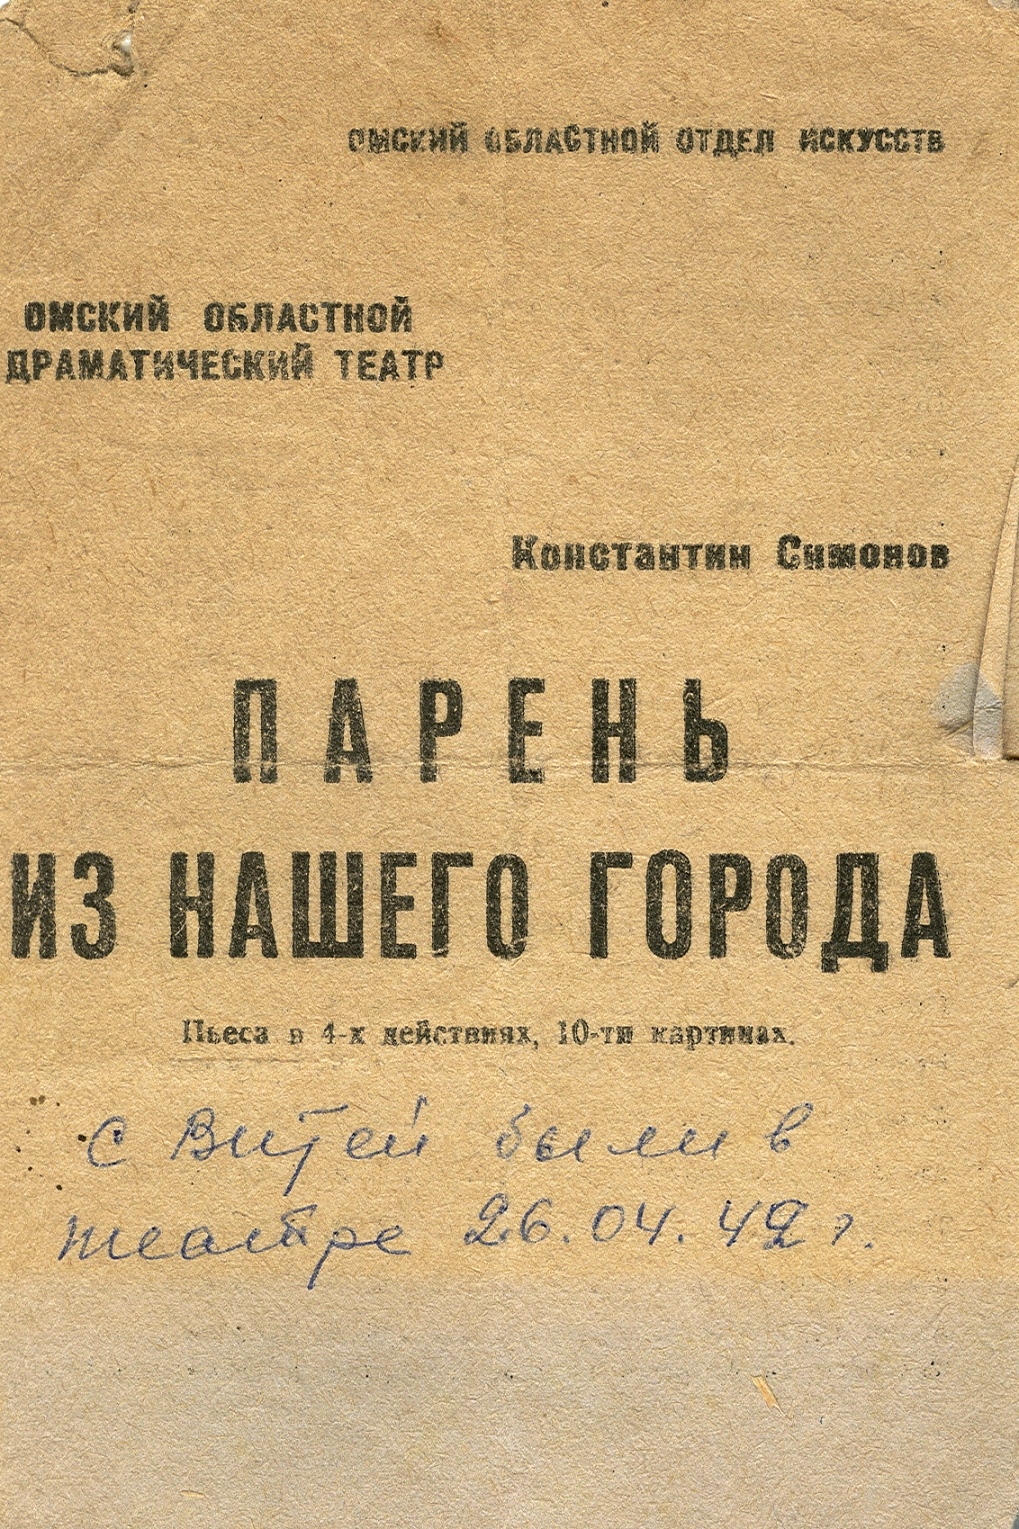 ОМСКИЙ ОБЛАСТНОЙ ОТДЕЛ ИСКУССТВ
ОМСКИЙ ОБЛАСТНОЙ
ДРАМАТИЧЕСКИЙ ТЕАТР
Константин Симонов
ПАРЕНЬ
ИЗ НАШЕГО ГОРОДА
Пьеса в 4-х действиях, 10-ти картинах.
С Витей были в
театре 26.04.42 г.